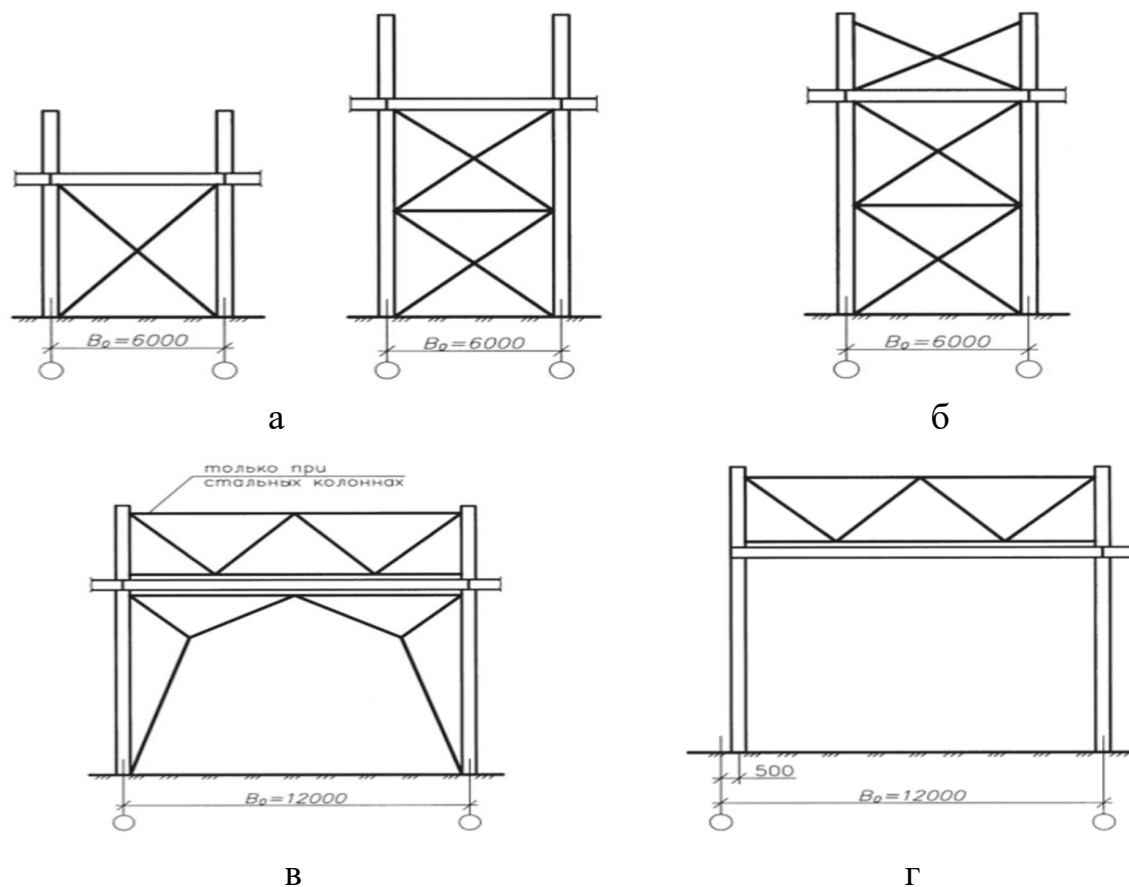 B₀=6000
B₀=6000
B₀=6000
а
б
только при
стальных колоннах
B₀=12000
500
B₀=12000
в
г